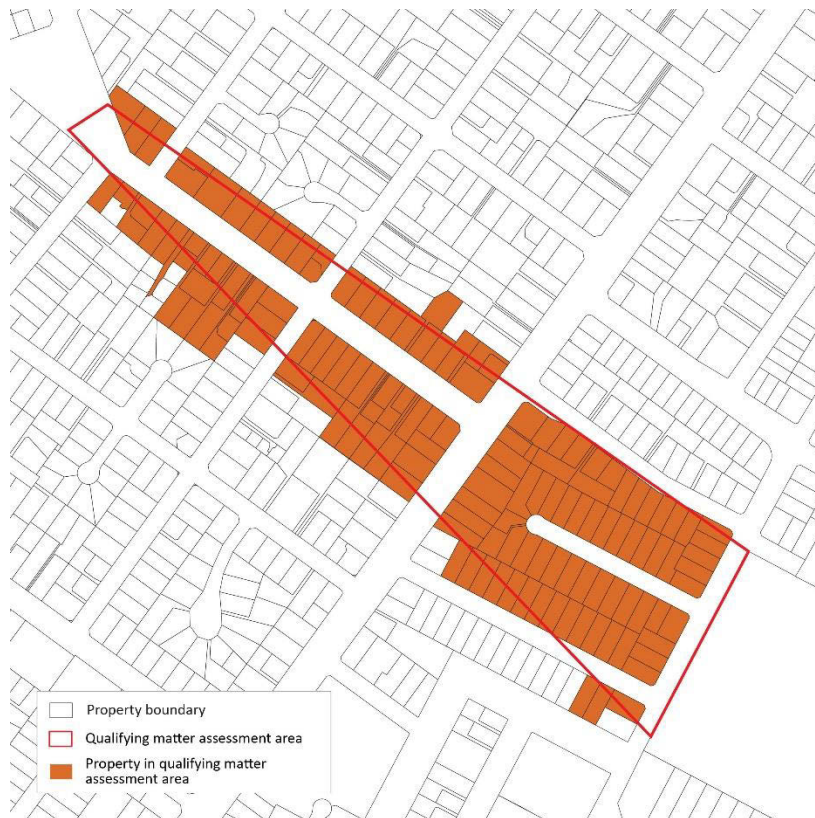 Property boundary
Qualifying matter assessment area
Property in qualifying matter
assessment area